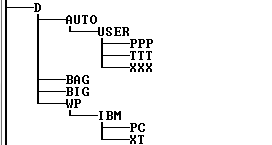 D
AUTO
USER
PPP
TTT
XXX
BAG
BIG
WP
IBM
PC
XT